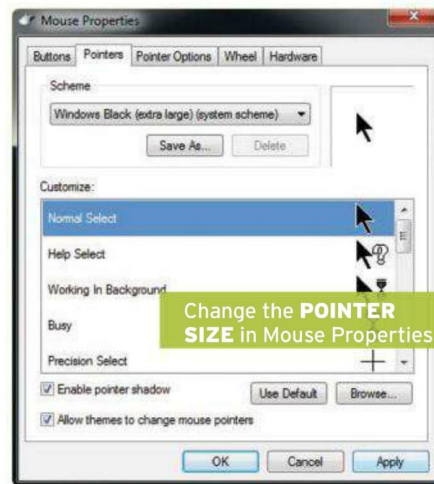 Mouse Properties
Buttons Pointers Pointer Options Wheel Hardware
Scheme
Windows Black (extra large) (system scheme)
Save As... Delete
Customize:
Normal Select
Help Select
Working In Background
Busy
Change the POINTER
SIZE in Mouse Properties
Precision Select
Enable pointer shadow
Use Default Browse...
Allow themes to change mouse pointers
OK Cancel Apply